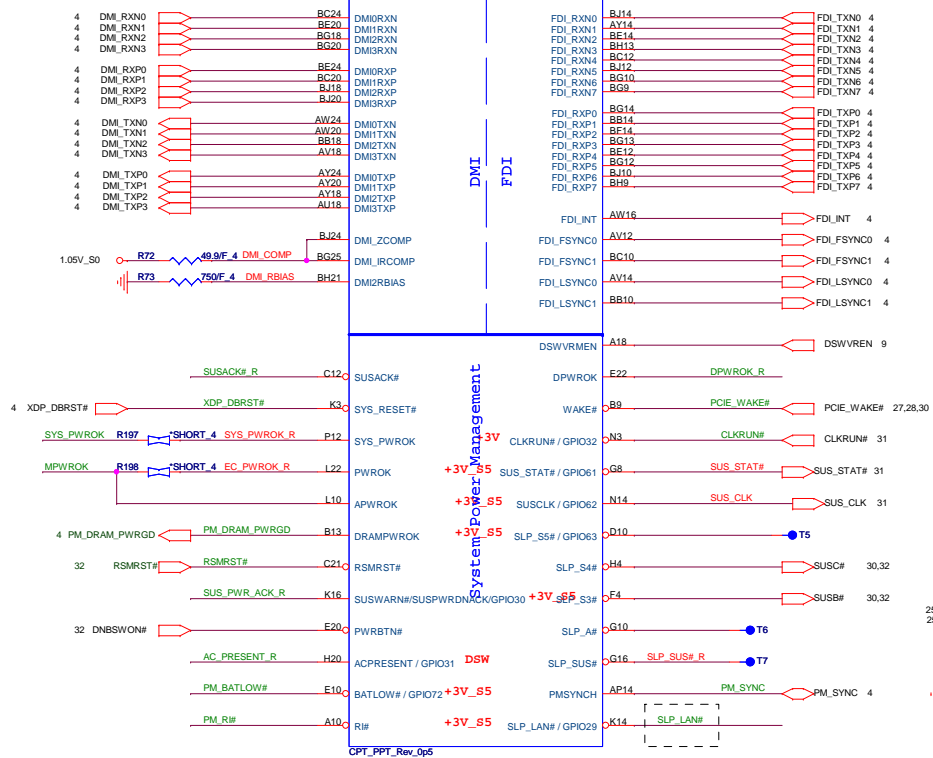 4 DMI_RXN0 BC24 DMI0RXN FDI_RXN0 BJ14 FDI_TXN0 4
4 DMI_RXN1 BE20 DMI1RXN FDI_RXN1 AY14 FDI_TXN1 4
4 DMI_RXN2 BG18 DMI2RXN FDI_RXN2 BE14 FDI_TXN2 4
4 DMI_RXN3 BG20 DMI3RXN FDI_RXN3 BH13 FDI_TXN3 4
FDI_RXN4 BC12 FDI_TXN4 4
4 DMI_RXP0 BE24 DMI0RXP FDI_RXN5 BJ12 FDI_TXN5 4
4 DMI_RXP1 BC20 DMI1RXP FDI_RXN6 BG10 FDI_TXN6 4
4 DMI_RXP2 BJ18 DMI2RXP FDI_RXN7 BG9 FDI_TXN7 4
4 DMI_RXP3 BJ20 DMI3RXP
FDI_RXP0 BG14 FDI_TXP0 4
4 DMI_TXN0 AW24 DMI0TXN FDI_RXP1 BB14 FDI_TXP1 4
4 DMI_TXN1 AW20 DMI1TXN FDI_RXP2 BF14 FDI_TXP2 4
4 DMI_TXN2 BB18 DMI2TXN FDI_RXP3 BG13 FDI_TXP3 4
4 DMI_TXN3 AV18 DMI3TXN FDI_RXP4 BE12 FDI_TXP4 4
FDI_RXP5 BG12 FDI_TXP5 4
4 DMI_TXP0 AY24 DMI0TXP FDI_RXP6 BJ10 FDI_TXP6 4
4 DMI_TXP1 AY20 DMI1TXP FDI_RXP7 BH9 FDI_TXP7 4
4 DMI_TXP2 AY18 DMI2TXP
4 DMI_TXP3 AU18 DMI3TXP
DMI
FDI
FDI_INT AW16 FDI_INT 4
BJ24 DMI_ZCOMP FDI_FSYNC0 AV12 FDI_FSYNC0 4
1.05V_S0 R72 49.9/F_4 DMI_COMP BG25 DMI_IRCOMP FDI_FSYNC1 BC10 FDI_FSYNC1 4
R73 750/F_4 DMI_RBIAS BH21 DMI2RBIAS FDI_LSYNC0 AV14 FDI_LSYNC0 4
FDI_LSYNC1 BB10 FDI_LSYNC1 4
System Power Management
DSWVRMEN A18 DSWVREN 9
SUSACK#_R C12 SUSACK# DPWROK E22 DPWROK_R
4 XDP_DBRST# XDP_DBRST# K3 SYS_RESET# WAKE# B9 PCIE_WAKE# PCIE_WAKE# 27,28,30
SYS_PWROK R197 *SHORT_4 SYS_PWROK_R P12 SYS_PWROK +3V CLKRUN# / GPIO32 N3 CLKRUN# CLKRUN# 31
MPWROK R198 *SHORT_4 EC_PWROK_R L22 PWROK +3V_S5 SUS_STAT# / GPIO61 G8 SUS_STAT# SUS_STAT# 31
L10 APWROK +3V_S5 SUSCLK / GPIO62 N14 SUS_CLK SUS_CLK 31
4 PM_DRAM_PWRGD PM_DRAM_PWRGD B13 DRAMPWROK +3V_S5 SLP_S5# / GPIO63 D10 T5
32 RSMRST# RSMRST# C21 RSMRST# SLP_S4# H4 SUSC# 30,32
SUS_PWR_ACK_R K16 SUSWARN#/SUSPWRDNACK/GPIO30 +3V_S5 SLP_S3# F4 SUSB# 30,32
32 DNBSWON# E20 PWRBTN# SLP_A# G10 T6
AC_PRESENT_R H20 ACPRESENT / GPIO31 DSW SLP_SUS# G16 SLP_SUS#_R T7
PM_BATLOW# E10 BATLOW# / GPIO72 +3V_S5 PMSYNCH AP14 PM_SYNC PM_SYNC 4
PM_RI# A10 RI# +3V_S5 SLP_LAN# / GPIO29 K14 SLP_LAN#
CPT_PPT_Rev_0p5